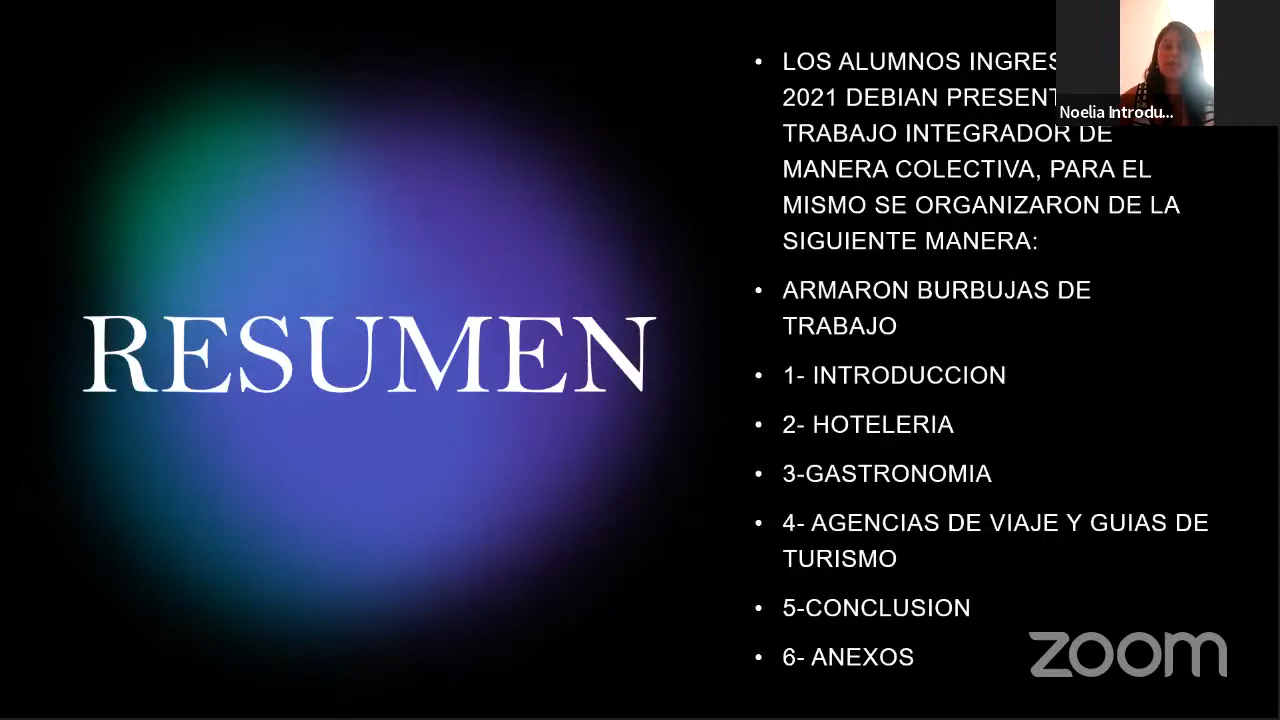 RESUMEN
• LOS ALUMNOS
2021 DEBIAN
TRABAJO INTEGRADOR DE
MANERA COLECTIVA, PARA EL
MISMO SE ORGANIZARON DE LA
SIGUIENTE MANERA:
• ARMARON BURBUJAS DE
TRABAJO
• 1- INTRODUCCION
• 2- HOTELERIA
• 3-GASTRONOMIA
• 4- AGENCIAS DE VIAJE Y GUIAS DE
TURISMO
• 5-CONCLUSION
• 6- ANEXOS
Noelia Introdu...
zoom